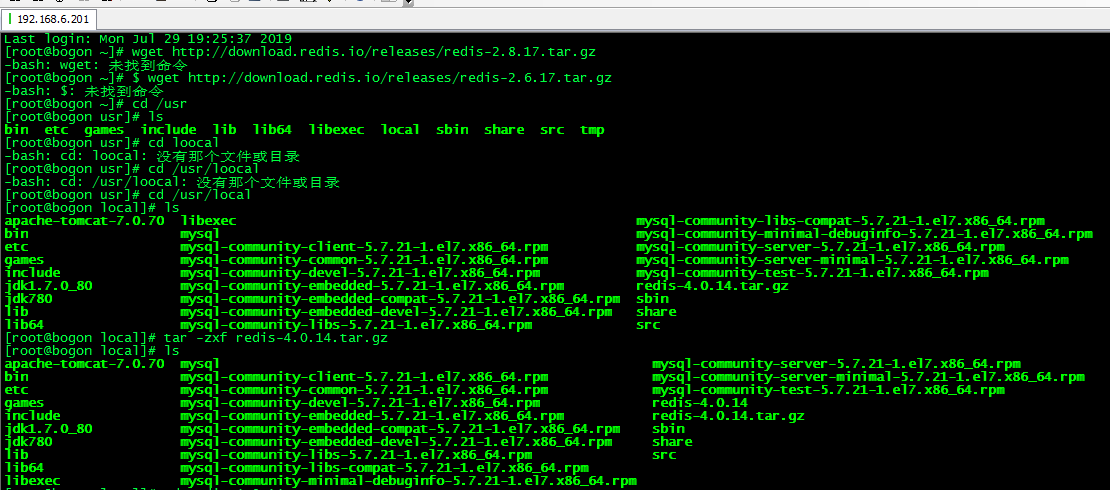 192.168.6.201
Last login: Mon Jul 29 19:25:37 2019
[root@bogon ~]# wget http://download.redis.io/releases/redis-2.8.17.tar.gz
-bash: wget: 未找到命令
[root@bogon ~]# $ wget http://download.redis.io/releases/redis-2.6.17.tar.gz
-bash: $: 未找到命令
[root@bogon ~]# cd /usr
[root@bogon usr]# ls
bin etc games include lib lib64 libexec local sbin share src tmp
[root@bogon usr]# cd loocal
-bash: cd: loocal: 没有那个文件或目录
[root@bogon usr]# cd /usr/loocal
-bash: cd: /usr/loocal: 没有那个文件或目录
[root@bogon usr]# cd /usr/local
[root@bogon local]# ls
apache-tomcat-7.0.70 libexec mysql-community-libs-compat-5.7.21-1.el7.x86_64.rpm
bin mysql mysql-community-minimal-debuginfo-5.7.21-1.el7.x86_64.rpm
etc mysql-community-client-5.7.21-1.el7.x86_64.rpm mysql-community-server-5.7.21-1.el7.x86_64.rpm
games mysql-community-common-5.7.21-1.el7.x86_64.rpm mysql-community-server-minimal-5.7.21-1.el7.x86_64.rpm
include mysql-community-devel-5.7.21-1.el7.x86_64.rpm mysql-community-test-5.7.21-1.el7.x86_64.rpm
jdk1.7.0_80 mysql-community-embedded-5.7.21-1.el7.x86_64.rpm redis-4.0.14.tar.gz
jdk780 mysql-community-embedded-compat-5.7.21-1.el7.x86_64.rpm sbin
lib mysql-community-embedded-devel-5.7.21-1.el7.x86_64.rpm share
lib64 mysql-community-libs-5.7.21-1.el7.x86_64.rpm src
[root@bogon local]# tar -zxf redis-4.0.14.tar.gz
[root@bogon local]# ls
apache-tomcat-7.0.70 mysql mysql-community-server-5.7.21-1.el7.x86_64.rpm
bin mysql-community-client-5.7.21-1.el7.x86_64.rpm mysql-community-server-minimal-5.7.21-1.el7.x86_64.rpm
etc mysql-community-common-5.7.21-1.el7.x86_64.rpm mysql-community-test-5.7.21-1.el7.x86_64.rpm
games mysql-community-devel-5.7.21-1.el7.x86_64.rpm redis-4.0.14
include mysql-community-embedded-5.7.21-1.el7.x86_64.rpm redis-4.0.14.tar.gz
jdk1.7.0_80 mysql-community-embedded-compat-5.7.21-1.el7.x86_64.rpm sbin
jdk780 mysql-community-embedded-devel-5.7.21-1.el7.x86_64.rpm share
lib mysql-community-libs-5.7.21-1.el7.x86_64.rpm src
lib64 mysql-community-libs-compat-5.7.21-1.el7.x86_64.rpm
libexec mysql-community-minimal-debuginfo-5.7.21-1.el7.x86_64.rpm